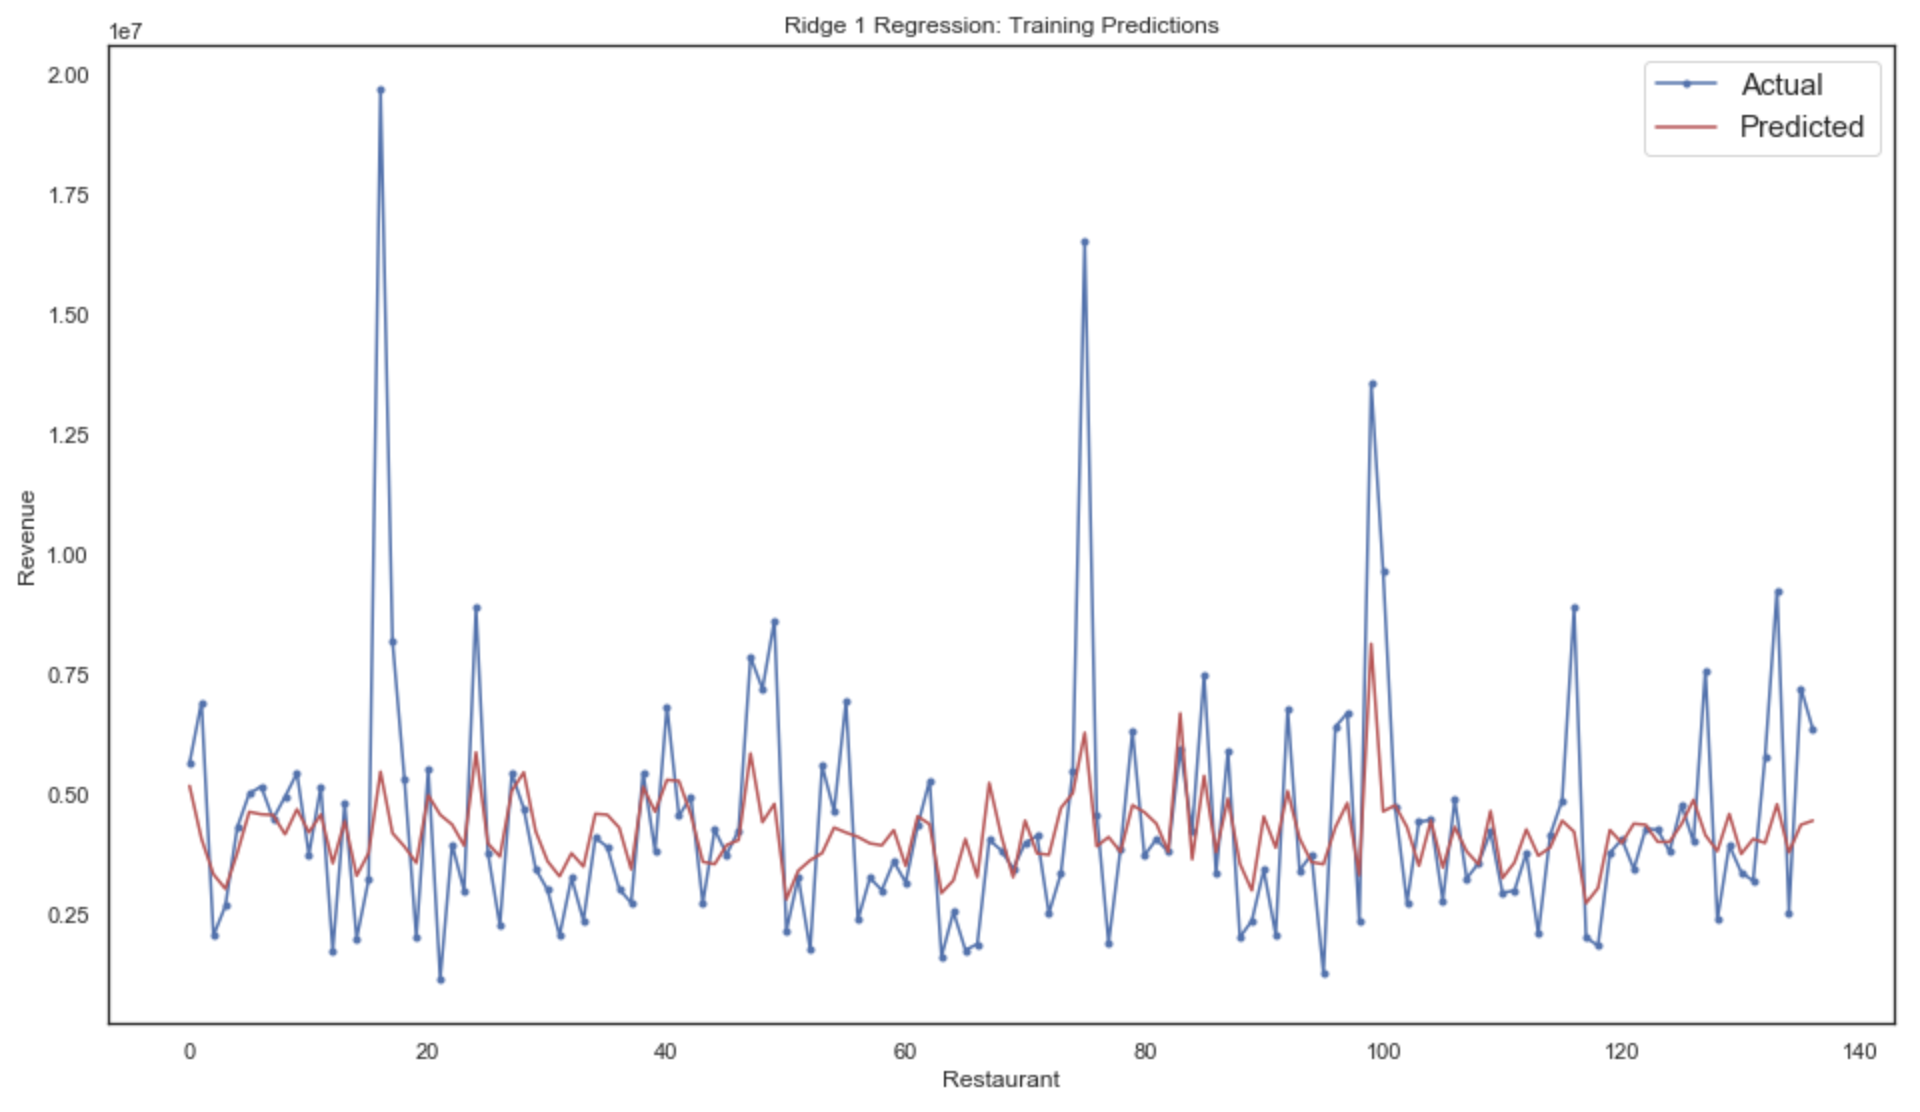 Ridge 1 Regression: Training Predictions
1e7
2.00
1.75
1.50
1.25
1.00
0.75
0.50
0.25
Revenue
Actual
Predicted
0 20 40 60 80 100 120 140
Restaurant